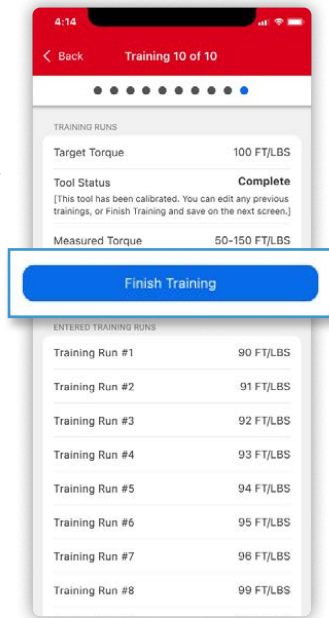 4:14
Back Training 10 of 10
TRAINING RUNS
Target Torque 100 FT/LBS
Tool Status Complete
[This tool has been calibrated. You can edit any previous
trainings, or Finish Training and save on the next screen.]
Measured Torque 50-150 FT/LBS
Finish Training
ENTERED TRAINING RUNS
Training Run #1 90 FT/LBS
Training Run #2 91 FT/LBS
Training Run #3 92 FT/LBS
Training Run #4 93 FT/LBS
Training Run #5 94 FT/LBS
Training Run #6 95 FT/LBS
Training Run #7 96 FT/LBS
Training Run #8 99 FT/LBS